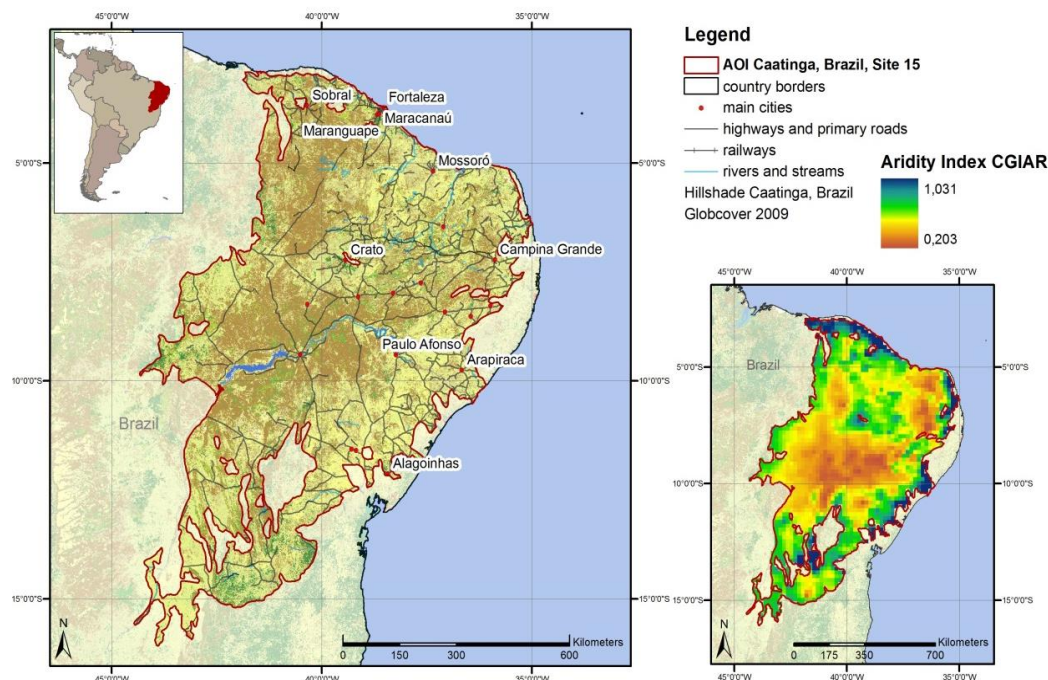 45°0'0"W
40°0'0"W
35°0'0"W
Sobral
Fortaleza
Maracanaú
Maranguape
5°0'0"S
Mossoró
Crato
Campina Grande
Paulo Afonso
Arapiraca
10°0'0"S
Brazil
Alagoinhas
15°0'0"S
N
Kilometers
0 150 300 600
45°0'0"W
40°0'0"W
35°0'0"W
Legend
AOI Caatinga, Brazil, Site 15
country borders
main cities
highways and primary roads
railways
rivers and streams
Hillshade Caatinga, Brazil
Globcover 2009
Aridity Index CGIAR
1,031
0,203
45°0'0"W
40°0'0"W
35°0'0"W
5°0'0"S
Brazil
5°0'0"S
10°0'0"S
10°0'0"S
15°0'0"S
15°0'0"S
N
Kilometers
0 175 350 700
45°0'0"W
40°0'0"W
35°0'0"W